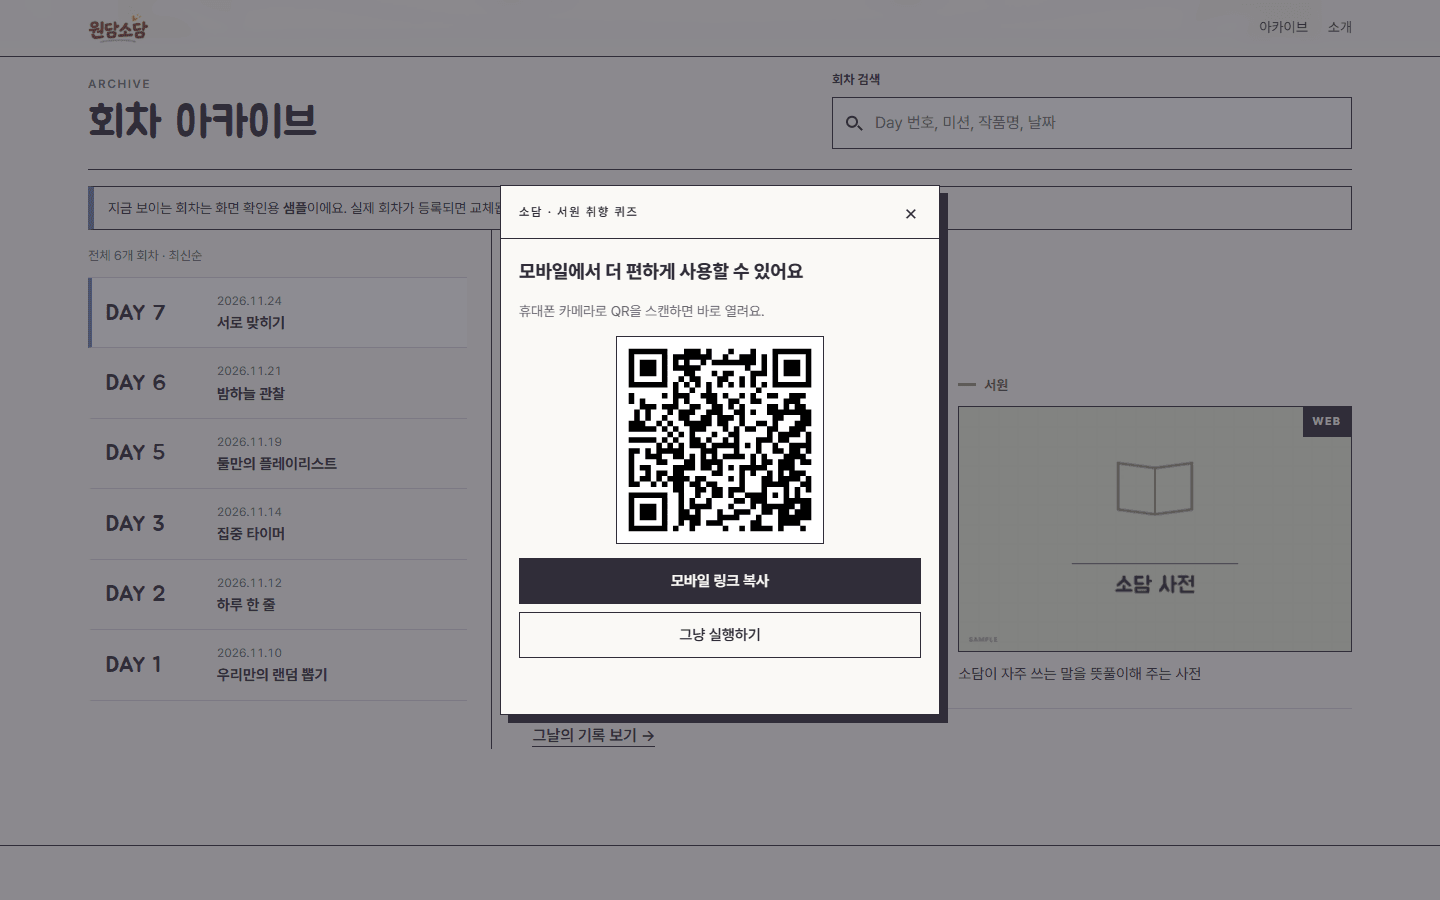 원담소담
아카이브
소개
ARCHIVE
회차 아카이브
회차 검색
Day 번호, 미션, 작품명, 날짜
지금 보이는 회차는 화면 확인용 샘플이에요. 실제 회차가 등록되면 교체
전체 6개 회차 · 최신순
DAY 7
2026.11.24
서로 맞히기
DAY 6
2026.11.21
밤하늘 관찰
DAY 5
2026.11.19
둘만의 플레이리스트
DAY 3
2026.11.14
집중 타이머
DAY 2
2026.11.12
하루 한 줄
DAY 1
2026.11.10
우리만의 랜덤 뽑기
소담 · 서원 취향 퀴즈
모바일에서 더 편하게 사용할 수 있어요
휴대폰 카메라로 QR을 스캔하면 바로 열려요.
모바일 링크 복사
그냥 실행하기
그날의 기록 보기 →
서원
WEB
소담 사전
SAMPLE
소담이 자주 쓰는 말을 뜻풀이해 주는 사전